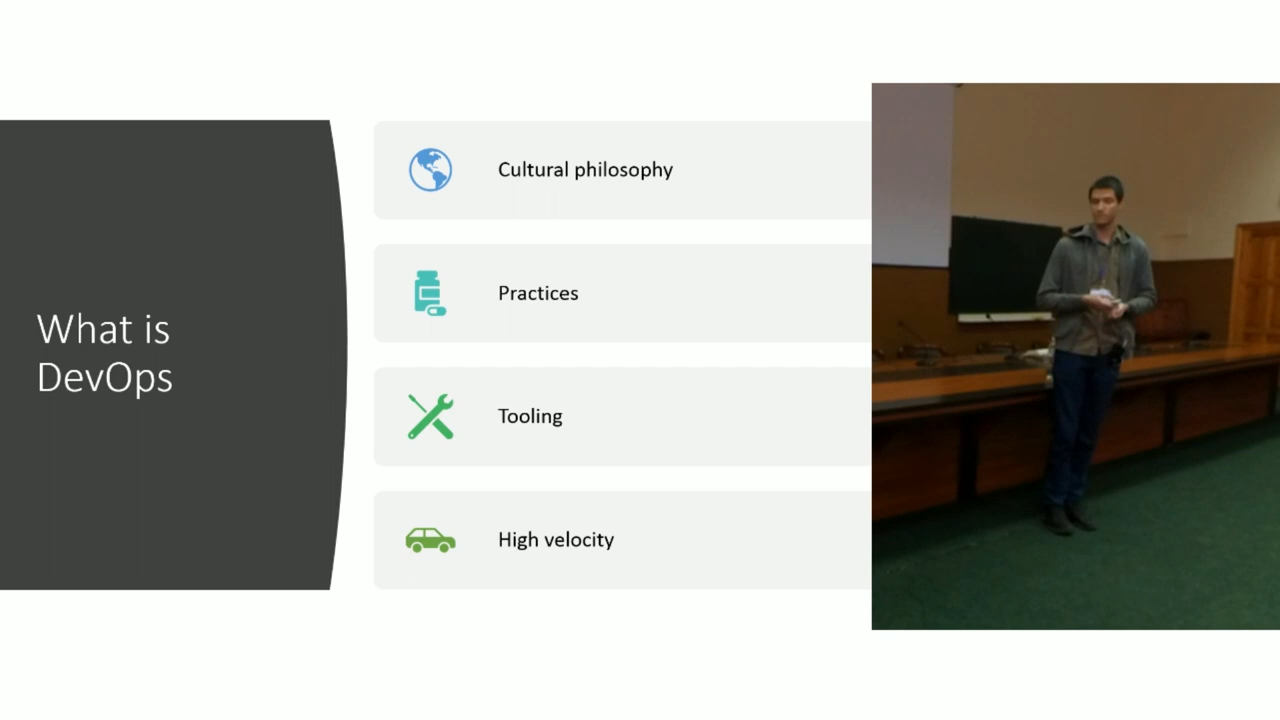 What is
DevOps
Cultural philosophy
Practices
Tooling
High velocity